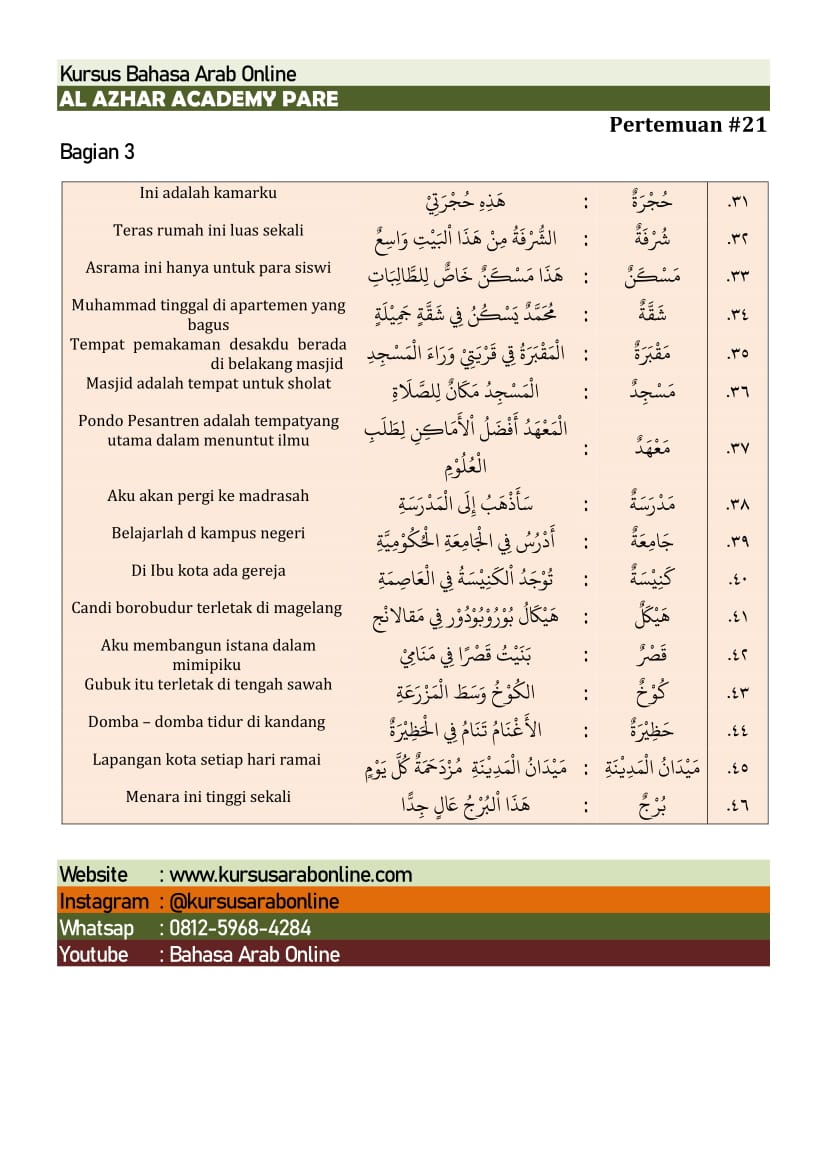 Kursus Bahasa Arab Online
AL AZHAR ACADEMY PARE
Pertemuan #21
Bagian 3
٣١. حُجْرَةٌ : هَذِهِ حُجْرَتِيْ Ini adalah kamarku
٣٢. شُرْفَةٌ : الشُّرْفَةُ مِنْ هَذَا اْلبَيْتِ وَاسِعٌ Teras rumah ini luas sekali
٣٣. مَسْكَنٌ : هَذَا مَسْكَنٌ خَاصٌّ لِلطَّالِبَاتِ Asrama ini hanya untuk para siswi
٣٤. شَقَّةٌ : مُحَمَّدٌ يَسْكُنُ فِي شَقَّةٍ جَمِيْلَةٍ Muhammad tinggal di apartemen yang
bagus
٣٥. مَقْبَرَةٌ : الْمَقْبَرَةُ فِي قَرْيَتِيْ وَرَاءَ الْمَسْجِدِ Tempat pemakaman desakdu berada
di belakang masjid
٣٦. مَسْجِدٌ : الْمَسْجِدُ مَكَانٌ لِلصَّلَاةِ Masjid adalah tempat untuk sholat
٣٧. مَعْهَدٌ : الْمَعْهَدُ أَفْضَلُ اْلأَمَاكِنِ لِطَلَبِ Pondo Pesantren adalah tempatyang
الْعُلُوْمِ utama dalam menuntut ilmu
٣٨. مَدْرَسَةٌ : سَأَذْهَبُ إِلَى الْمَدْرَسَةِ Aku akan pergi ke madrasah
٣٩. جَامِعَةٌ : أَدْرُسُ فِي الْجَامِعَةِ الْحُكُوْمِيَّةِ Belajarlah d kampus negeri
٤٠. كَنِيْسَةٌ : تُوْجَدُ اْلكَنِيْسَةُ فِي الْعَاصِمَةِ Di Ibu kota ada gereja
٤١. هَيْكَلٌ : هَيْكَالُ بُوْرُوْبُوْدُوْر فِي مَقالانْج Candi borobudur terletak di magelang
٤٢. قَصْرٌ : بَنَيْتُ قَصْرًا فِي مَنَامِيْ Aku membangun istana dalam
mimipiku
٤٣. كُوْخٌ : الكُوْخُ وَسَطَ الْمَزْرَعَةِ Gubuk itu terletak di tengah sawah
٤٤. حَظِيْرَةٌ : الأَغْنَامُ تَنَامُ فِي الْحَظِيْرَةُ Domba – domba tidur di kandang
٤٥. مَيْدَانُ الْمَدِيْنَةِ : مَيْدَانُ الْمَدِيْنَةِ مُزْدَحَمَةٌ كُلَّ يَوْمٍ Lapangan kota setiap hari ramai
٤٦. بُرْجٌ : هَذَا اْلبُرْجُ عَالٍ جِدًّا Menara ini tinggi sekali
Website : www.kursusarabonline.com
Instagram : @kursusarabonline
Whatsap : 0812-5968-4284
Youtube : Bahasa Arab Online